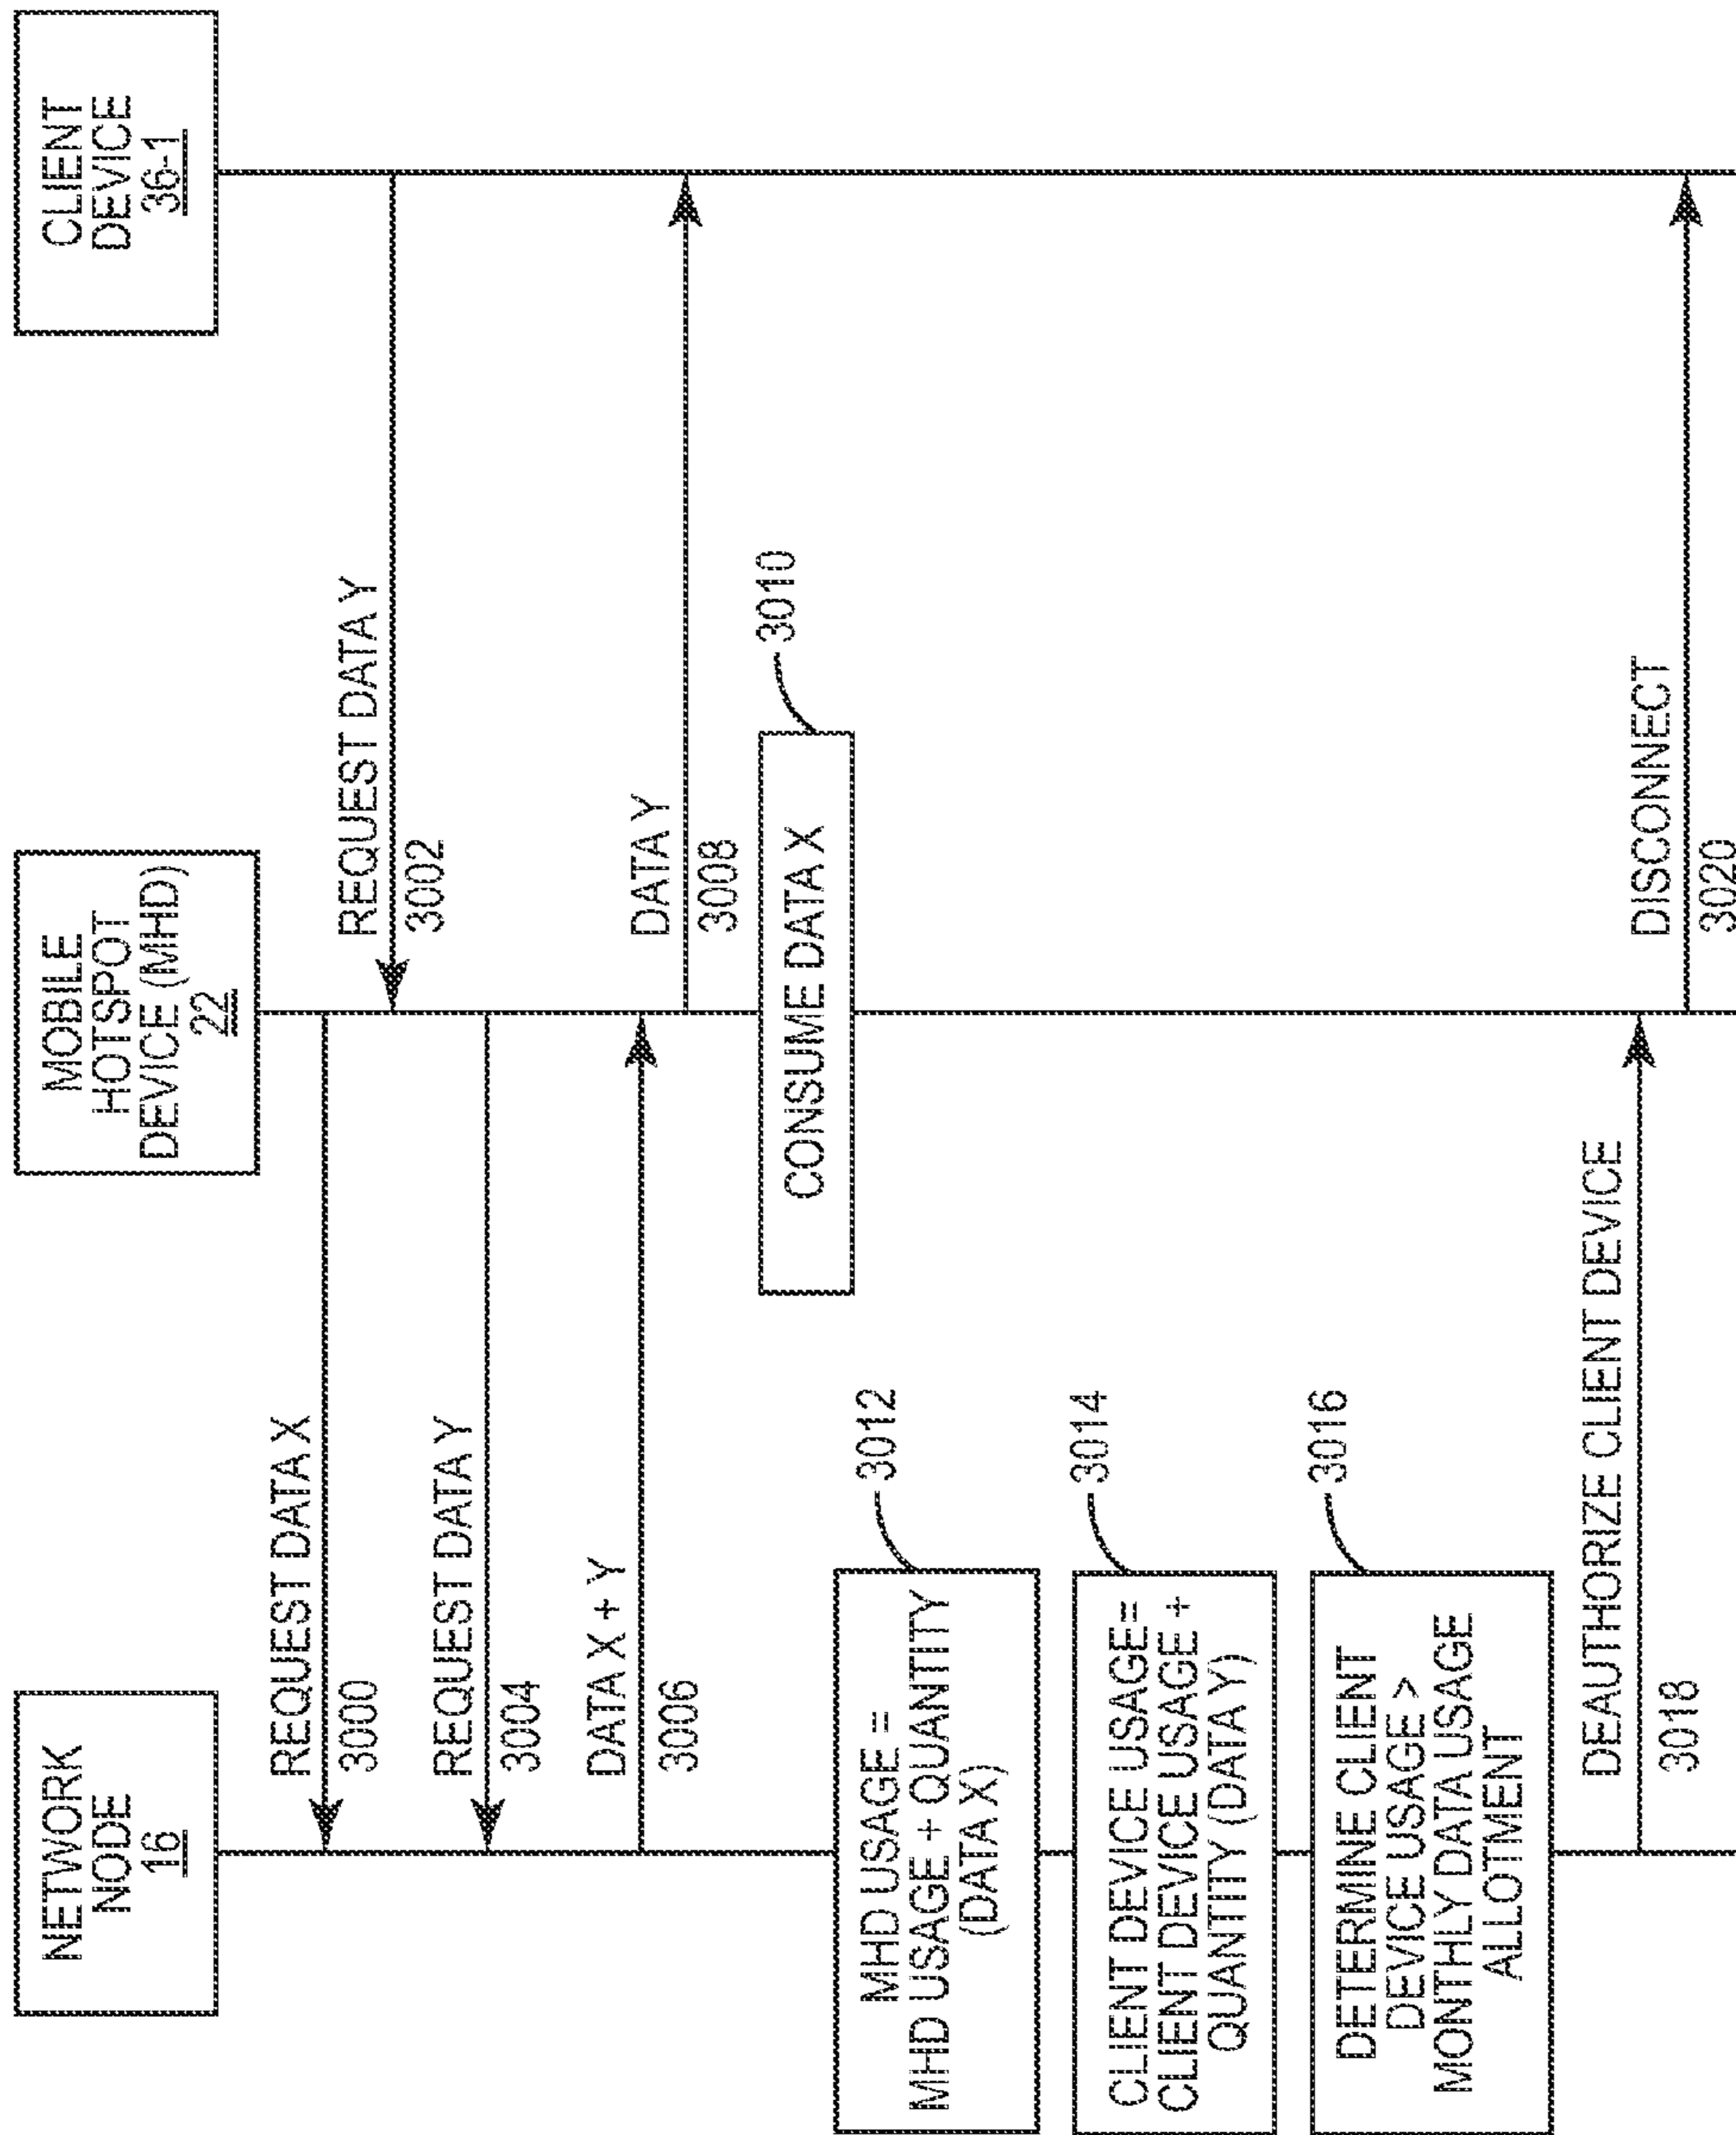 NETWORK
NODE
16
MOBILE
HOTSPOT
DEVICE (MHD)
22
CLIENT
DEVICE
36-1
REQUEST DATA X
3000
REQUEST DATA Y
3002
REQUEST DATA Y
3004
DATA X + Y
3006
DATA Y
3008
CONSUME DATA X
3010
MHD USAGE =
MHD USAGE + QUANTITY
(DATA X)
3012
CLIENT DEVICE USAGE=
CLIENT DEVICE USAGE +
QUANTITY (DATA Y)
3014
DETERMINE CLIENT
DEVICE USAGE >
MONTHLY DATA USAGE
ALLOTMENT
3016
DEAUTHORIZE CLIENT DEVICE
3018
DISCONNECT
3020